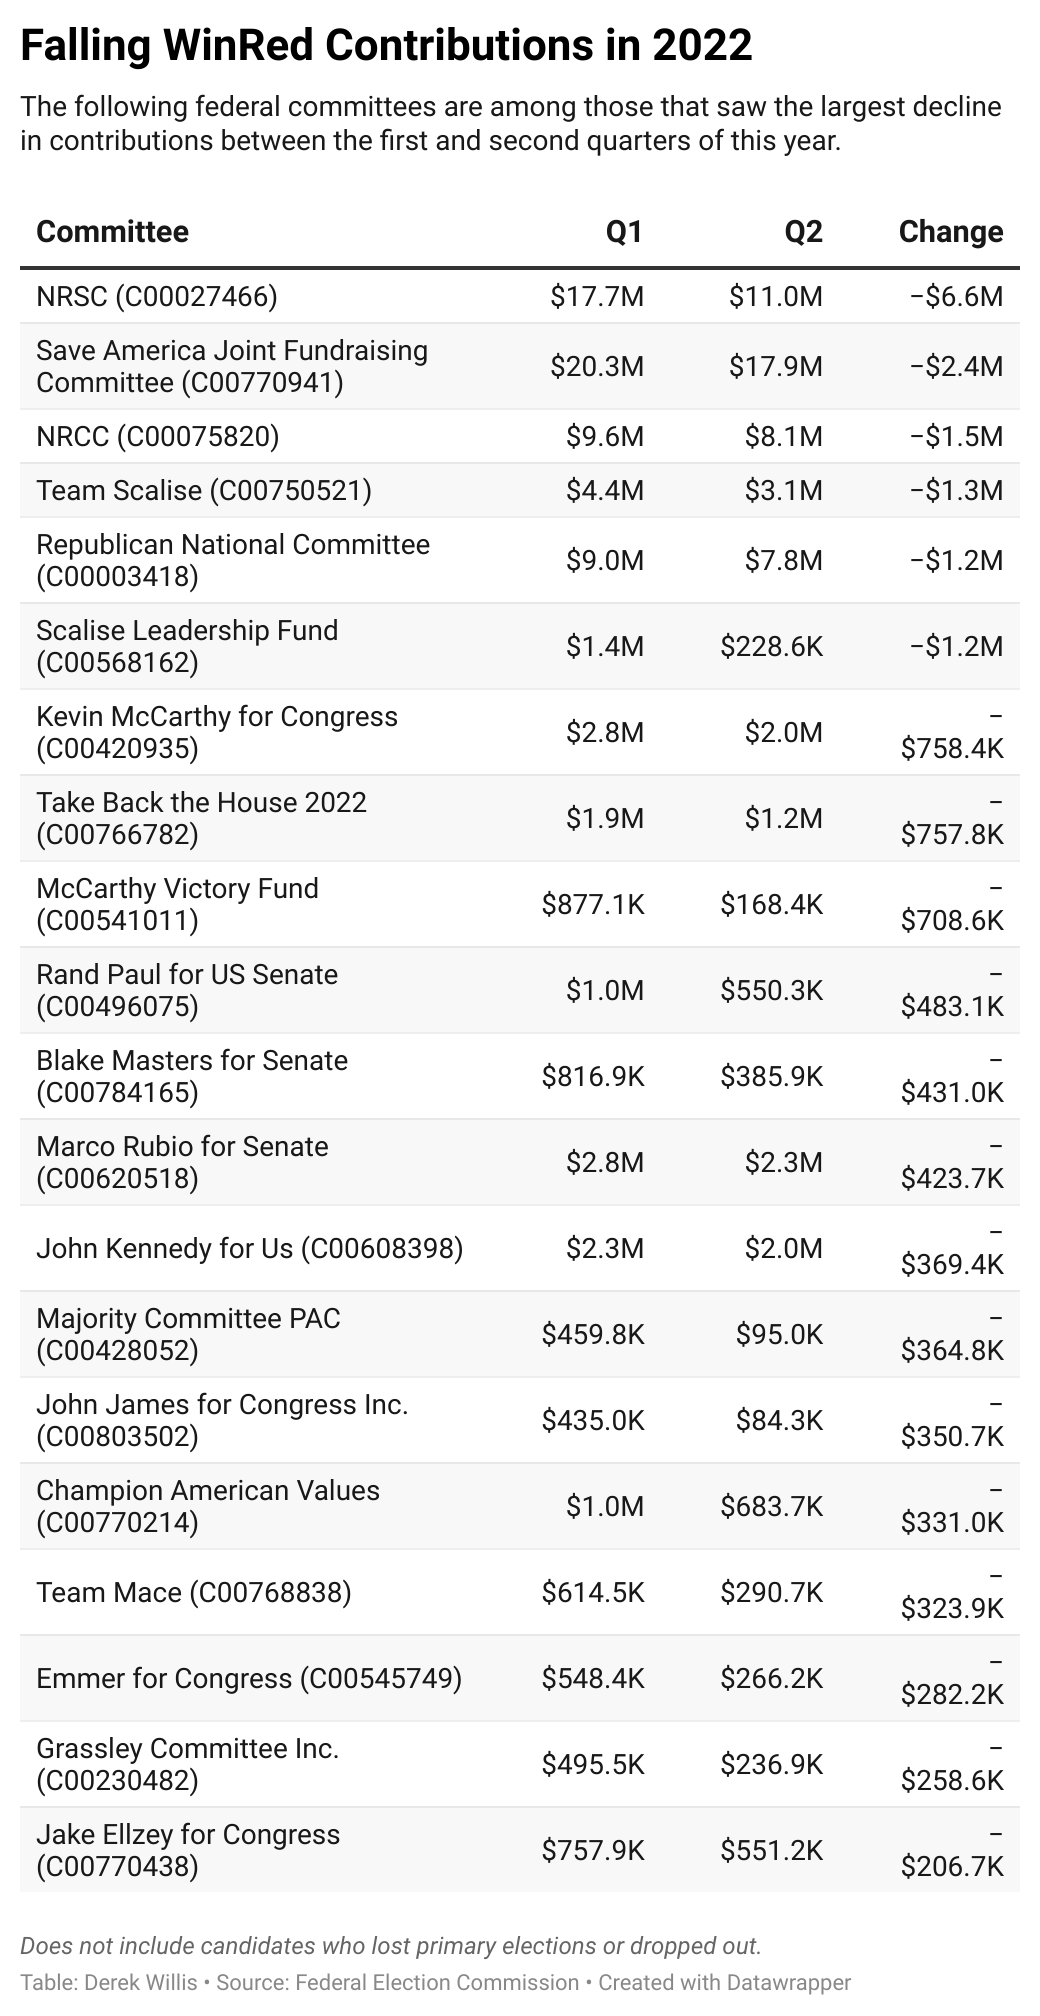 Falling WinRed Contributions in 2022
The following federal committees are among those that saw the largest decline
in contributions between the first and second quarters of this year.
Committee Q1 Q2 Change
NRSC (C00027466) $17.7M $11.0M −$6.6M
Save America Joint Fundraising
Committee (C00770941) $20.3M $17.9M −$2.4M
NRCC (C00075820) $9.6M $8.1M −$1.5M
Team Scalise (C00750521) $4.4M $3.1M −$1.3M
Republican National Committee
(C00003418) $9.0M $7.8M −$1.2M
Scalise Leadership Fund
(C00568162) $1.4M $228.6K −$1.2M
Kevin McCarthy for Congress
(C00420935) $2.8M $2.0M −
$758.4K
Take Back the House 2022
(C00766782) $1.9M $1.2M −
$757.8K
McCarthy Victory Fund
(C00541011) $877.1K $168.4K −
$708.6K
Rand Paul for US Senate
(C00496075) $1.0M $550.3K −
$483.1K
Blake Masters for Senate
(C00784165) $816.9K $385.9K −
$431.0K
Marco Rubio for Senate
(C00620518) $2.8M $2.3M −
$423.7K
John Kennedy for Us (C00608398) $2.3M $2.0M −
$369.4K
Majority Committee PAC
(C00428052) $459.8K $95.0K −
$364.8K
John James for Congress Inc.
(C00803502) $435.0K $84.3K −
$350.7K
Champion American Values
(C00770214) $1.0M $683.7K −
$331.0K
Team Mace (C00768838) $614.5K $290.7K −
$323.9K
Emmer for Congress (C00545749) $548.4K $266.2K −
$282.2K
Grassley Committee Inc.
(C00230482) $495.5K $236.9K −
$258.6K
Jake Ellzey for Congress
(C00770438) $757.9K $551.2K −
$206.7K
Does not include candidates who lost primary elections or dropped out.
Table: Derek Willis • Source: Federal Election Commission • Created with Datawrapper